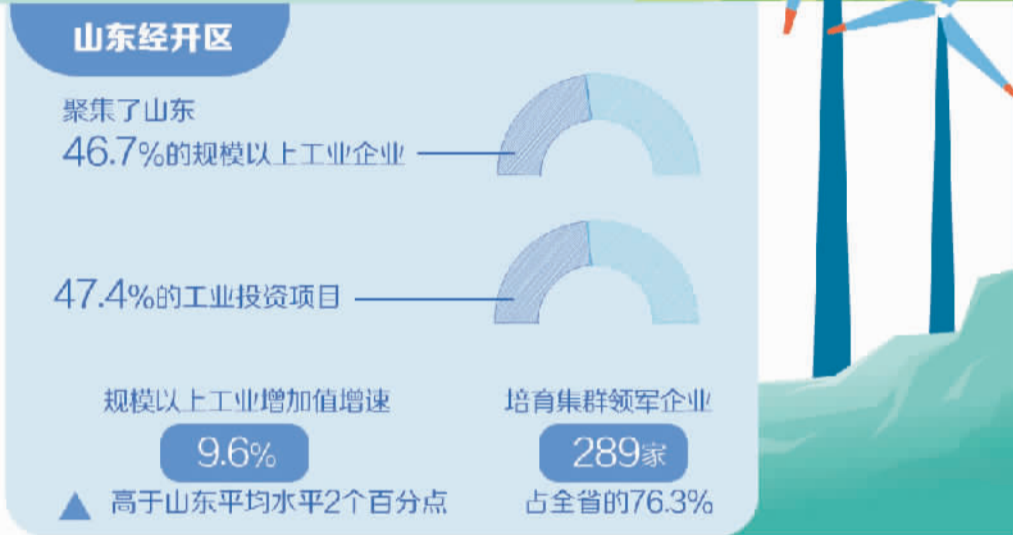 山东经开区
聚集了山东
46.7%的规模以上工业企业
47.4%的工业投资项目
规模以上工业增加值增速
9.6%
高于山东平均水平2个百分点
培育集群领军企业
289家
占全省的76.3%